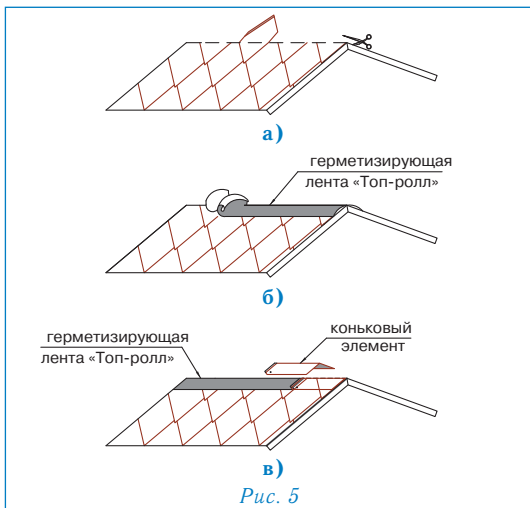 а)
герметизирующая
лента «Топ-ролл»
б)
герметизирующая
лента «Топ-ролл»
коньковый
элемент
в)
Рис. 5